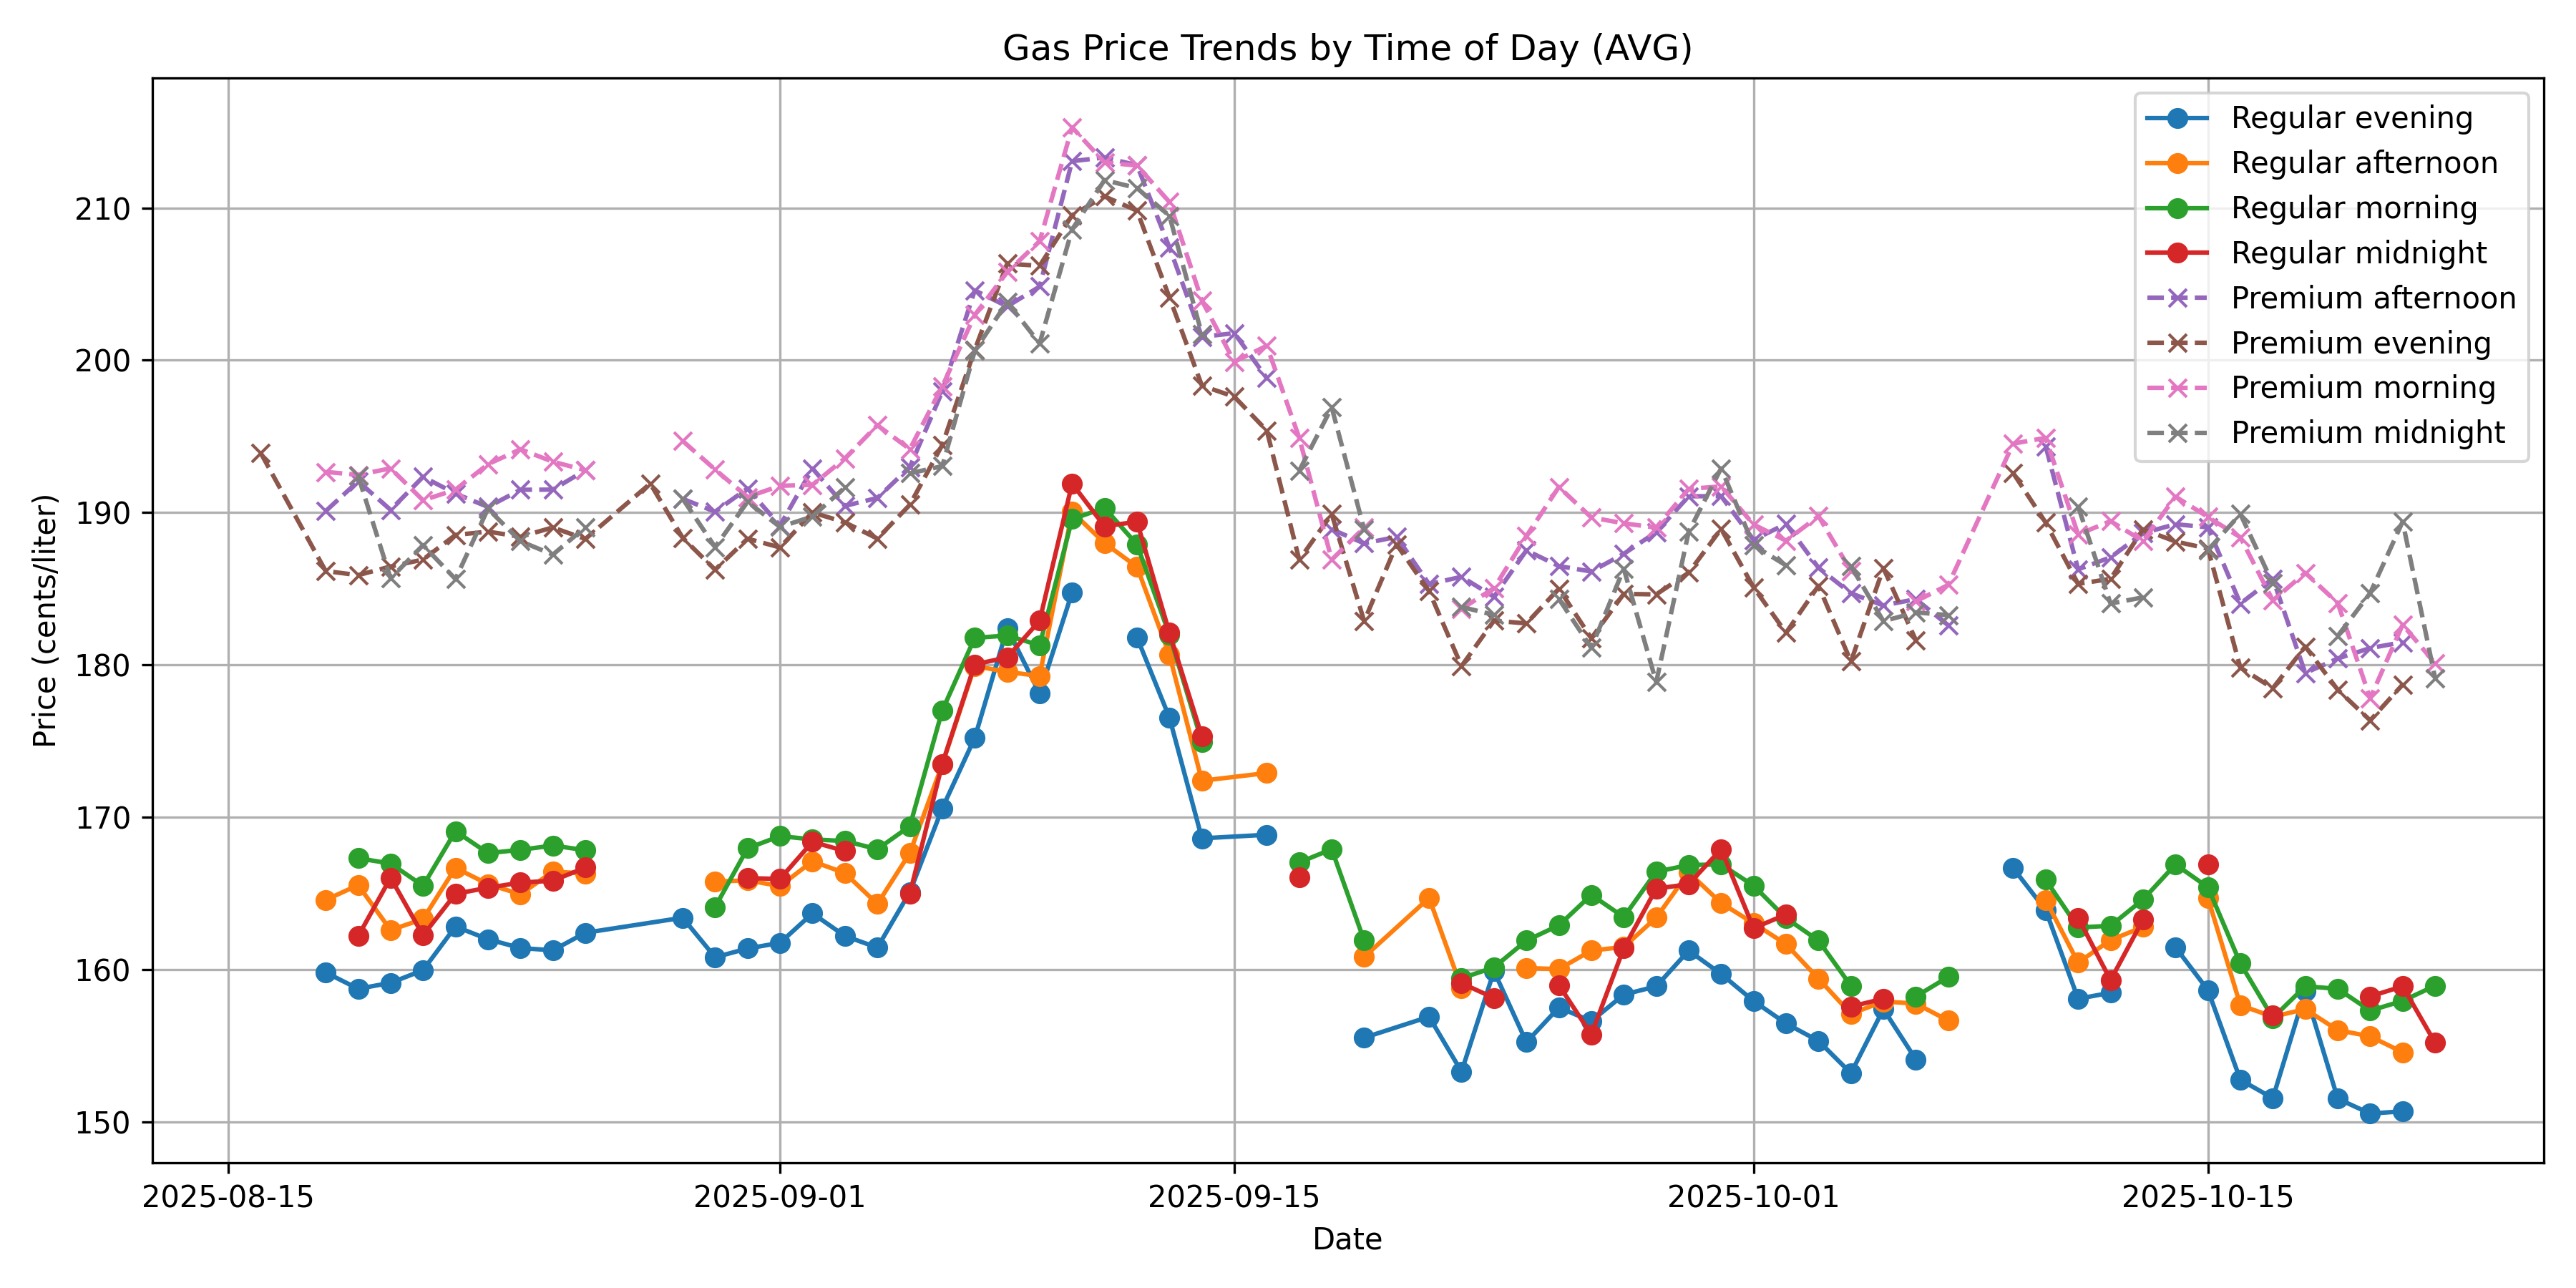 Gas Price Trends by Time of Day (AVG)
Regular evening
Regular afternoon
Regular morning
Regular midnight
Premium afternoon
Premium evening
Premium morning
Premium midnight
Price (cents/liter)
210
200
190
180
170
160
150
2025-08-15
2025-09-01
2025-09-15
2025-10-01
2025-10-15
Date